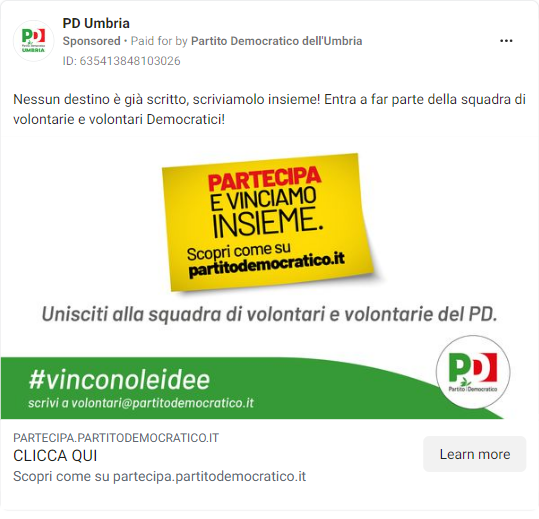 PD Umbria
Sponsored • Paid for by Partito Democratico dell'Umbria
ID: 635413848103026
Nessun destino è già scritto, scriviamolo insieme! Entra a far parte della squadra di
volontarie e volontari Democratici!
PARTECIPA
E VINCIAMO
INSIEME.
Scopri come su
partitodemocratico.it
Unisciti alla squadra di volontari e volontarie del PD.
#vinconoleidee
scrivi a volontari@partitodemocratico.it
PD
Partito Democratico
PARTECIPA.PARTITODEMOCRATICO.IT
CLICCA QUI
Scopri come su partecipa.partitodemocratico.it
Learn more
PD
UMBRIA